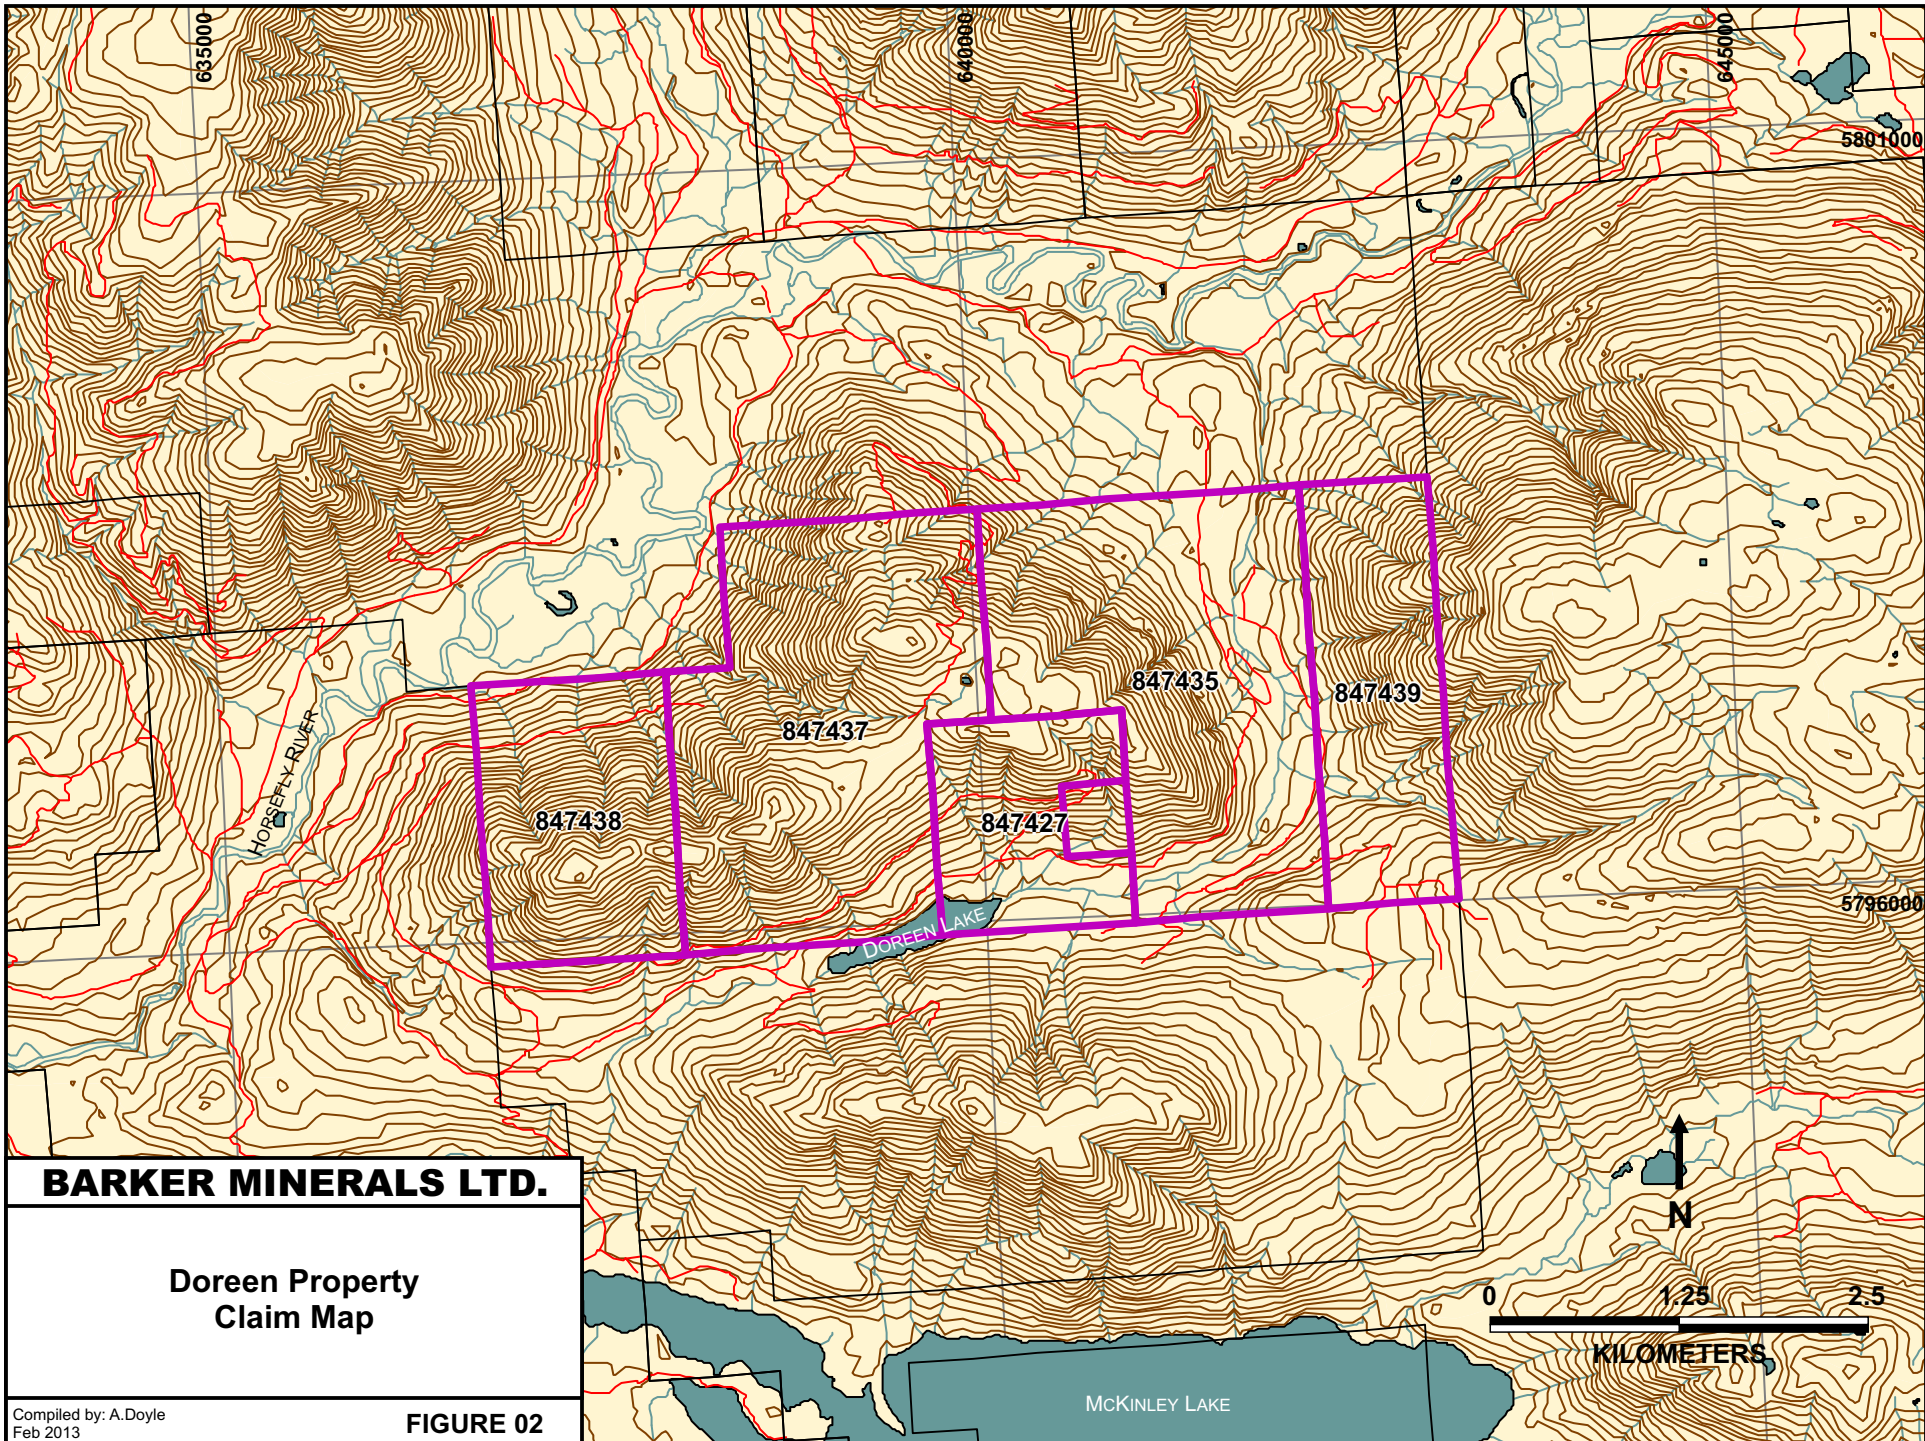 635000
640000
645000
5801000
847435
847439
847437
HORSEFLY RIVER
847438
847427
5796000
DOREEN LAKE
N
BARKER MINERALS LTD.
Doreen Property
Claim Map
0 1.25 2.5
KILOMETERS
MCKINLEY LAKE
Compiled by: A.Doyle
Feb 2013
FIGURE 02